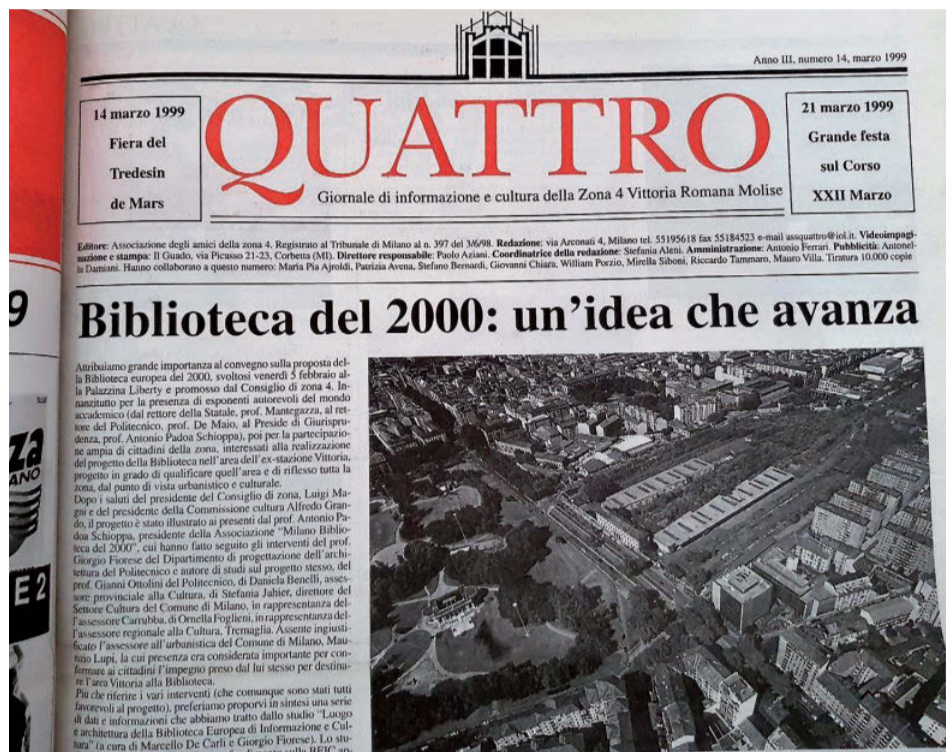 Anno III, numero 14, marzo 1999
14 marzo 1999
Fiera del
Tredesin
de Mars
QUATTRO
Giornale di informazione e cultura della Zona 4 Vittoria Romana Molise
21 marzo 1999
Grande festa
sul Corso
XXII Marzo
Editore: Associazione degli amici della zona 4. Registrato al Tribunale di Milano al n. 397 del 3/6/98. Redazione: via Arconati 4, Milano tel. 55195618 fax 55184523 e-mail assquattro@iol.it. Videoimpagi-
nazione e stampa: Il Guado, via Picasso 21-23, Corbetta (MI). Direttore responsabile: Paolo Aziani. Coordinatrice della redazione: Stefania Aleni. Amministrazione: Antonio Ferrari. Pubblicità: Antonel-
la Damiani. Hanno collaborato a questo numero: Maria Pia Ajroldi, Patrizia Avena, Stefano Bernardi, Giovanni Chiara, William Porzio, Mirella Siboni, Riccardo Tammaro, Mauro Villa. Tiratura 10.000 copie
9
Biblioteca del 2000: un'idea che avanza
Attribuiamo grande importanza al convegno sulla proposta del-
la Biblioteca europea del 2000, svoltosi venerdì 5 febbraio al-
la Palazzina Liberty e promosso dal Consiglio di zona 4. In-
nanzitutto per la presenza di esponenti autorevoli del mondo
accademico (dal rettore della Statale, prof. Mantegazza, al ret-
tore del Politecnico, prof. De Maio, al Preside di Giurispru-
denza, prof. Antonio Padoa Schioppa), poi per la partecipazio-
ne ampia di cittadini della zona, interessati alla realizzazione
del progetto della Biblioteca nell'area dell'ex-stazione Vittoria,
progetto in grado di qualificare quell'area e di riflesso tutta la
zona, dal punto di vista urbanistico e culturale.
Dopo i saluti del presidente del Consiglio di zona, Luigi Ma-
gni e del presidente della Commissione cultura Alfredo Gran-
do, il progetto è stato illustrato ai presenti dal prof. Antonio Pa-
doa Schioppa, presidente della Associazione "Milano Biblio-
teca del 2000", cui hanno fatto seguito gli interventi del prof.
Giorgio Fiorese del Dipartimento di progettazione dell'archi-
tettura del Politecnico e autore di studi sul progetto stesso, del
prof. Gianni Ottolini del Politecnico, di Daniela Benelli, asses-
sore provinciale alla Cultura, di Stefania Jahier, direttore del
Settore Cultura del Comune di Milano, in rappresentanza del-
l'assessore Carrubba, di Ornella Foglieni, in rappresentanza del-
l'assessore regionale alla Cultura, Tremaglia. Assente ingiusti-
ficato l'assessore all'urbanistica del Comune di Milano, Mau-
rizio Lupi, la cui presenza era considerata importante per con-
fermare ai cittadini l'impegno preso dal lui stesso per destina-
re l'area Vittoria alla Biblioteca.
Più che riferire i vari interventi (che comunque sono stati tutti
favorevoli al progetto), preferiamo proporvi in sintesi una serie
di dati e informazioni che abbiamo tratto dallo studio "Luogo
e architettura della Biblioteca Europea di Informazione e Cul-
tura" (a cura di Marcello De Carli e Giorgio Fiorese). Lo stu-
za
ANO
E 2